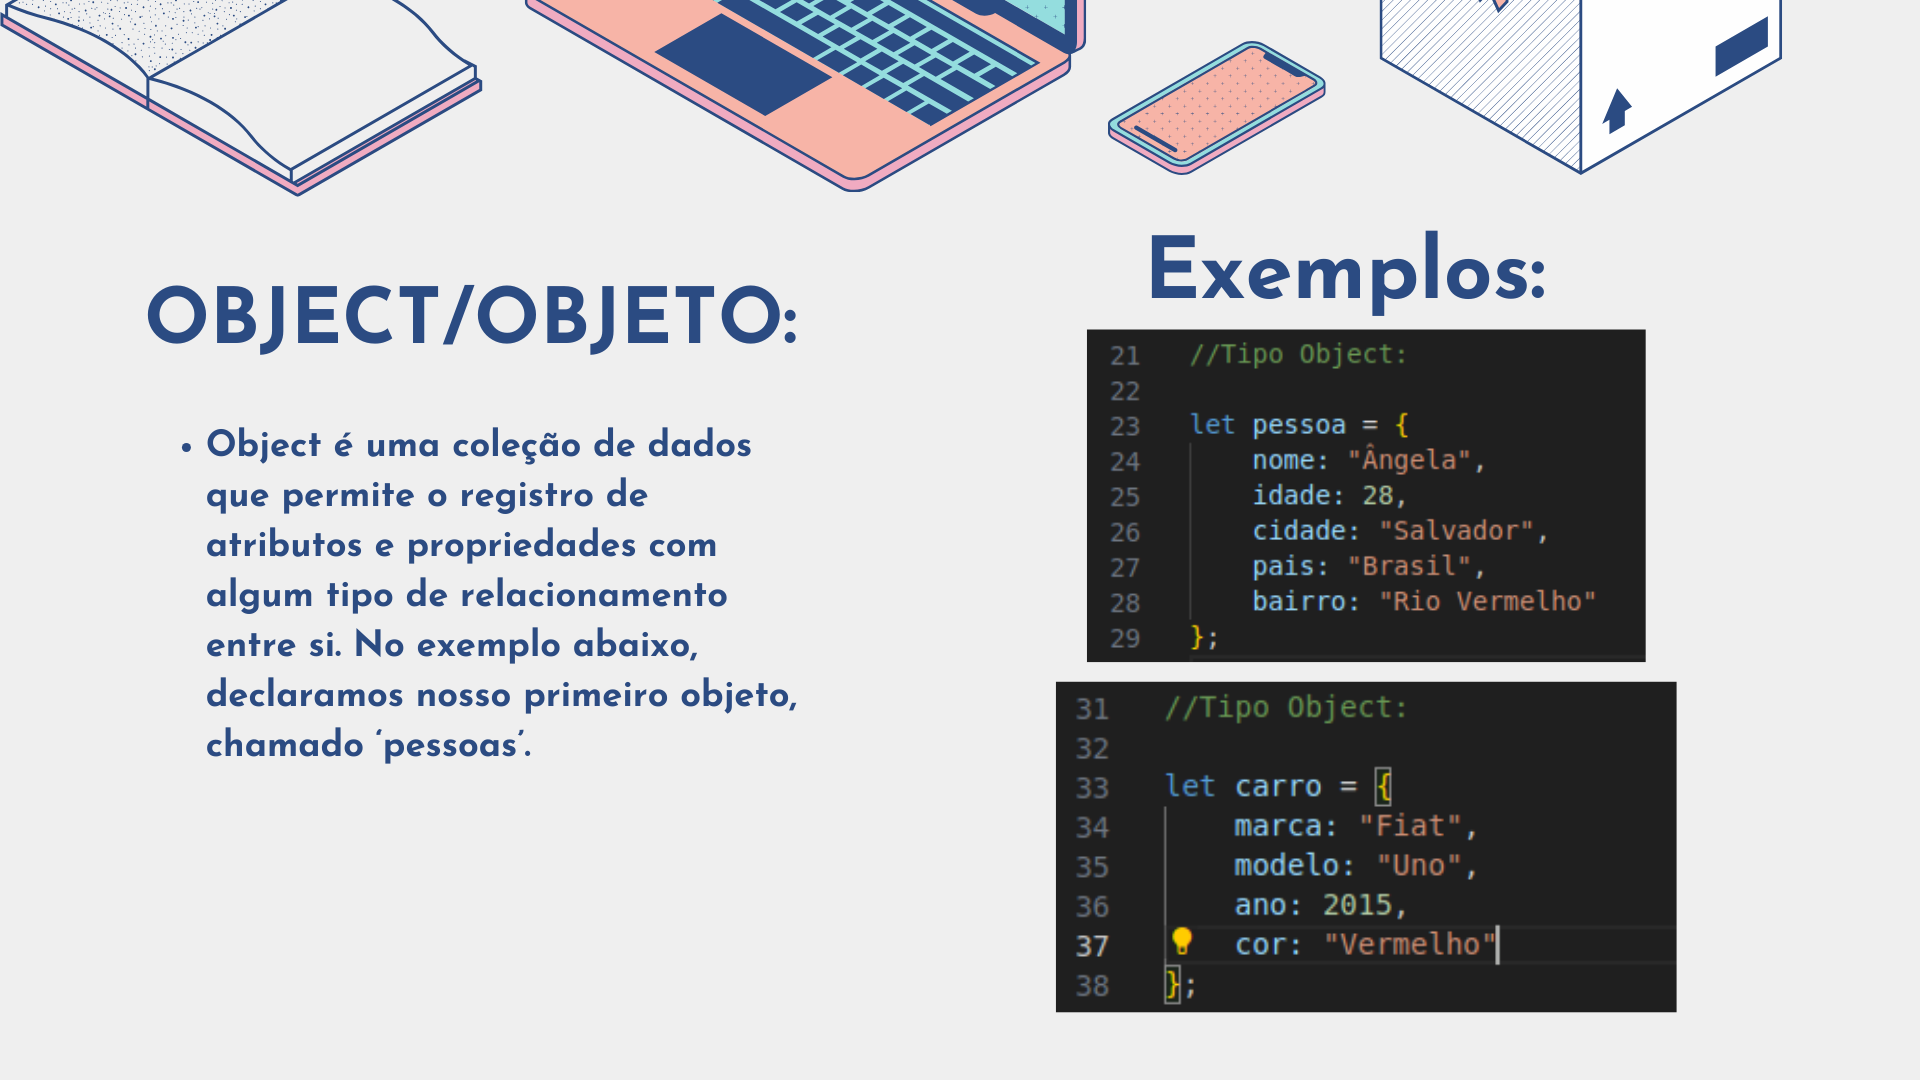 OBJECT/OBJETO:
• Object é uma coleção de dados
que permite o registro de
atributos e propriedades com
algum tipo de relacionamento
entre si. No exemplo abaixo,
declaramos nosso primeiro objeto,
chamado ‘pessoas’.
Exemplos:
21 //Tipo Object:
22
23 let pessoa = {
24     nome: "Ângela",
25     idade: 28,
26     cidade: "Salvador",
27     pais: "Brasil",
28     bairro: "Rio Vermelho"
29 };
31 //Tipo Object:
32
33 let carro = {
34     marca: "Fiat",
35     modelo: "Uno",
36     ano: 2015,
37     cor: "Vermelho"
38 };